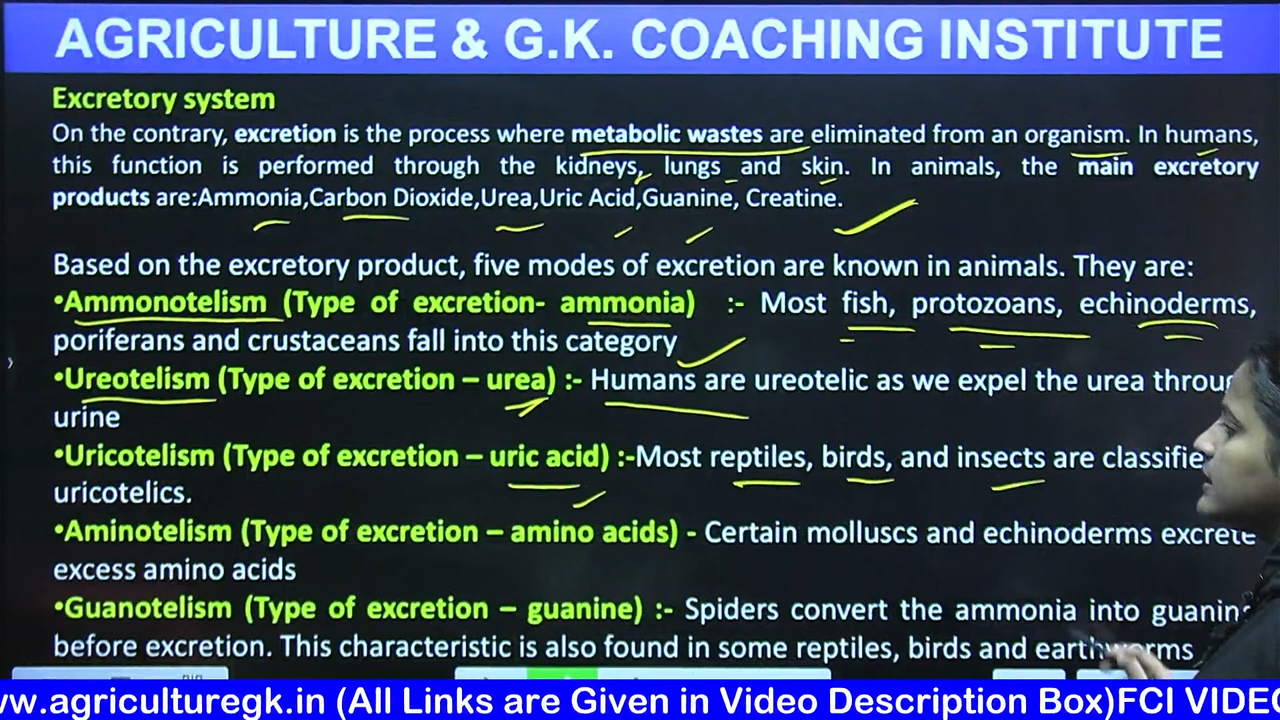 AGRICULTURE & G.K. COACHING INSTITUTE
Excretory system
On the contrary, excretion is the process where metabolic wastes are eliminated from an organism. In humans,
this function is performed through the kidneys, lungs and skin. In animals, the main excretory
products are:Ammonia,Carbon Dioxide,Urea,Uric Acid,Guanine, Creatine.
Based on the excretory product, five modes of excretion are known in animals. They are:
•Ammonotelism (Type of excretion- ammonia) :- Most fish, protozoans, echinoderms,
poriferans and crustaceans fall into this category
•Ureotelism (Type of excretion – urea) :- Humans are ureotelic as we expel the urea
urine
•Uricotelism (Type of excretion – uric acid) :-Most reptiles, birds, and insects are
uricotelics.
•Aminotelism (Type of excretion – amino acids) - Certain molluscs and echinoderms excrete
excess amino acids
•Guanotelism (Type of excretion – guanine) :- Spiders convert the ammonia into
before excretion. This characteristic is also found in some reptiles, birds and earthworms
ww.agriculturegk.in (All Links are Given in Video Description Box)FCI VIDEO